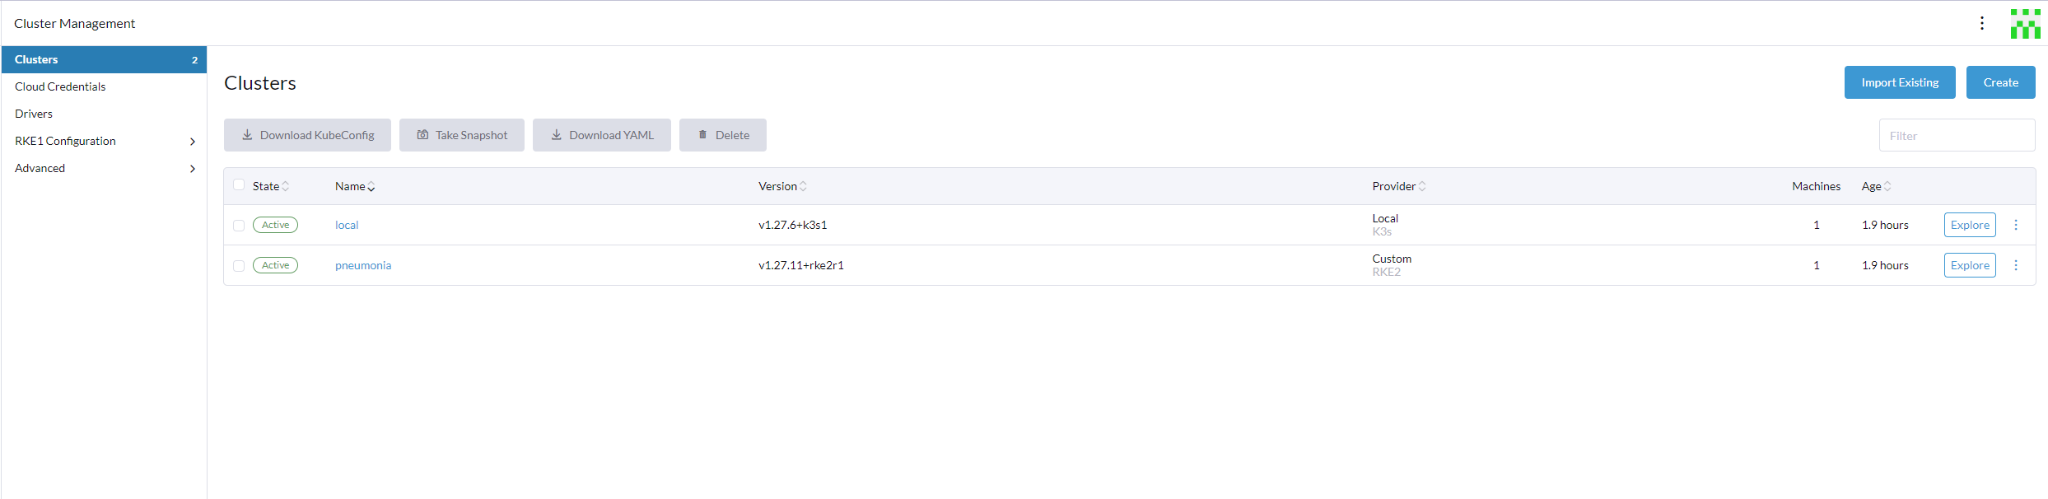 Cluster Management
Clusters 2
Cloud Credentials
Drivers
RKE1 Configuration
Advanced
Clusters
Import Existing Create
Download KubeConfig Take Snapshot Download YAML Delete
Filter
State Name Version Provider Machines Age
Active local v1.27.6+k3s1 Local 1 1.9 hours Explore
K3s
Active pneumonia v1.27.11+rke2r1 Custom 1 1.9 hours Explore
RKE2